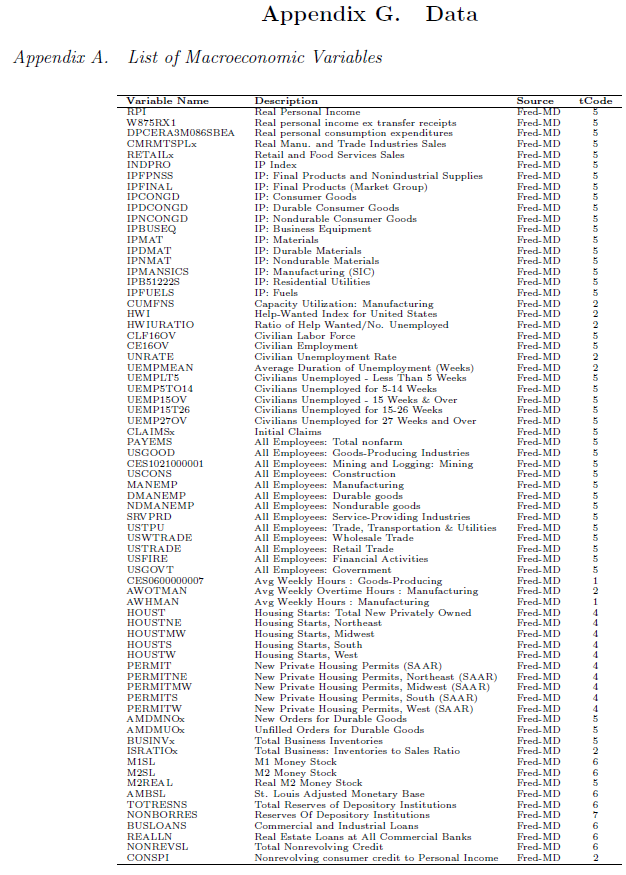 Appendix G. Data
Appendix A. List of Macroeconomic Variables
Variable Name Description Source tCode
RPI Real Personal Income Fred-MD 5
W875RX1 Real personal income ex transfer receipts Fred-MD 5
DPCERA3M086SBEA Real personal consumption expenditures Fred-MD 5
CMRMTSPLx Real Manu. and Trade Industries Sales Fred-MD 5
RETAILx Retail and Food Services Sales Fred-MD 5
INDPRO IP Index Fred-MD 5
IPFPNSS IP: Final Products and Nonindustrial Supplies Fred-MD 5
IPFINAL IP: Final Products (Market Group) Fred-MD 5
IPCONGD IP: Consumer Goods Fred-MD 5
IPDCONGD IP: Durable Consumer Goods Fred-MD 5
IPNCONGD IP: Nondurable Consumer Goods Fred-MD 5
IPBUSEQ IP: Business Equipment Fred-MD 5
IPMAT IP: Materials Fred-MD 5
IPDMAT IP: Durable Materials Fred-MD 5
IPNMAT IP: Nondurable Materials Fred-MD 5
IPMANSICS IP: Manufacturing (SIC) Fred-MD 5
IPB51222S IP: Residential Utilities Fred-MD 5
IPFUELS IP: Fuels Fred-MD 5
CUMFNS Capacity Utilization: Manufacturing Fred-MD 2
HWI Help-Wanted Index for United States Fred-MD 2
HWIURATIO Ratio of Help Wanted/No. Unemployed Fred-MD 2
CLF16OV Civilian Labor Force Fred-MD 5
CE16OV Civilian Employment Fred-MD 5
UNRATE Civilian Unemployment Rate Fred-MD 2
UEMPMEAN Average Duration of Unemployment (Weeks) Fred-MD 2
UEMPLT5 Civilians Unemployed - Less Than 5 Weeks Fred-MD 5
UEMP5TO14 Civilians Unemployed for 5-14 Weeks Fred-MD 5
UEMP15OV Civilians Unemployed - 15 Weeks & Over Fred-MD 5
UEMP15T26 Civilians Unemployed for 15-26 Weeks Fred-MD 5
UEMP27OV Civilians Unemployed for 27 Weeks and Over Fred-MD 5
CLAIMSx Initial Claims Fred-MD 5
PAYEMS All Employees: Total nonfarm Fred-MD 5
USGOOD All Employees: Goods-Producing Industries Fred-MD 5
CES1021000001 All Employees: Mining and Logging: Mining Fred-MD 5
USCONS All Employees: Construction Fred-MD 5
MANEMP All Employees: Manufacturing Fred-MD 5
DMANEMP All Employees: Durable goods Fred-MD 5
NDMANEMP All Employees: Nondurable goods Fred-MD 5
SRVPRD All Employees: Service-Providing Industries Fred-MD 5
USTPU All Employees: Trade, Transportation & Utilities Fred-MD 5
USWTRADE All Employees: Wholesale Trade Fred-MD 5
USTRADE All Employees: Retail Trade Fred-MD 5
USFIRE All Employees: Financial Activities Fred-MD 5
USGOVT All Employees: Government Fred-MD 5
CES0600000007 Avg Weekly Hours : Goods-Producing Fred-MD 1
AWOTMAN Avg Weekly Overtime Hours : Manufacturing Fred-MD 2
AWHMAN Avg Weekly Hours : Manufacturing Fred-MD 1
HOUST Housing Starts: Total New Privately Owned Fred-MD 4
HOUSTNE Housing Starts, Northeast Fred-MD 4
HOUSTMW Housing Starts, Midwest Fred-MD 4
HOUSTS Housing Starts, South Fred-MD 4
HOUSTW Housing Starts, West Fred-MD 4
PERMIT New Private Housing Permits (SAAR) Fred-MD 4
PERMITNE New Private Housing Permits, Northeast (SAAR) Fred-MD 4
PERMITMW New Private Housing Permits, Midwest (SAAR) Fred-MD 4
PERMITS New Private Housing Permits, South (SAAR) Fred-MD 4
PERMITW New Private Housing Permits, West (SAAR) Fred-MD 4
AMDMNOx New Orders for Durable Goods Fred-MD 5
AMDMUOx Unfilled Orders for Durable Goods Fred-MD 5
BUSINVx Total Business Inventories Fred-MD 5
ISRATIOx Total Business: Inventories to Sales Ratio Fred-MD 2
M1SL M1 Money Stock Fred-MD 6
M2SL M2 Money Stock Fred-MD 6
M2REAL Real M2 Money Stock Fred-MD 5
AMBSL St. Louis Adjusted Monetary Base Fred-MD 6
TOTRESNS Total Reserves of Depository Institutions Fred-MD 6
NONBORRES Reserves Of Depository Institutions Fred-MD 7
BUSLOANS Commercial and Industrial Loans Fred-MD 6
REALLN Real Estate Loans at All Commercial Banks Fred-MD 6
NONREVSL Total Nonrevolving Credit Fred-MD 6
CONSPI Nonrevolving consumer credit to Personal Income Fred-MD 2